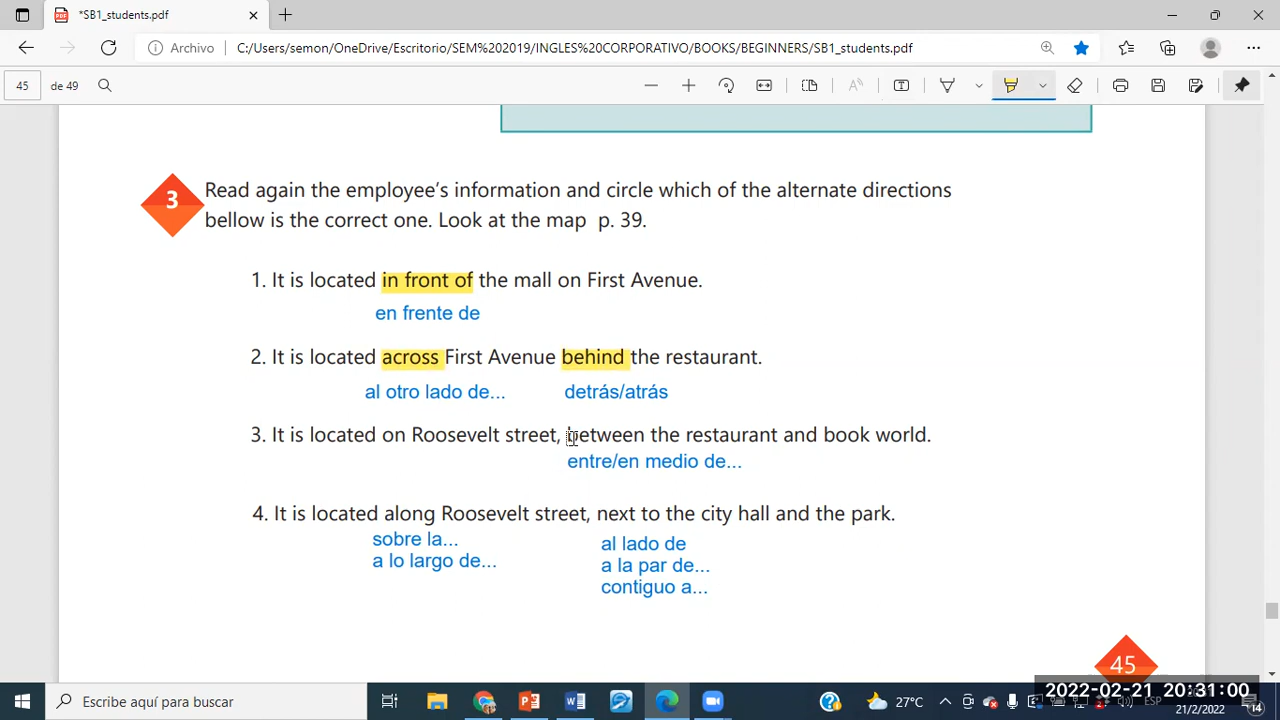 *SB1_students.pdf
Archivo C:/Users/semon/OneDrive/Escritorio/SEM%202019/INGLES%20CORPORATIVO/BOOKS/BEGINNERS/SB1_students.pdf
45 de 49
3
Read again the employee's information and circle which of the alternate directions
bellow is the correct one. Look at the map p. 39.
1. It is located in front of the mall on First Avenue.
en frente de
2. It is located across First Avenue behind the restaurant.
al otro lado de... detrás/atrás
3. It is located on Roosevelt street, between the restaurant and book world.
entre/en medio de...
4. It is located along Roosevelt street, next to the city hall and the park.
sobre la... al lado de
a lo largo de... a la par de...
contiguo a...
45
2022-02-21 20:31:00
Escribe aquí para buscar
27°C
ESP
21/2/2022
14